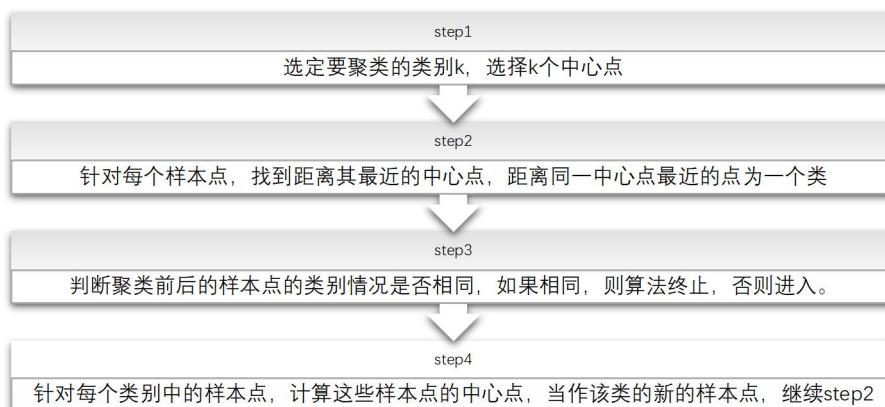 step1
选定要聚类的类别k，选择k个中心点
step2
针对每个样本点，找到距离其最近的中心点，距离同一中心点最近的点为一个类
step3
判断聚类前后的样本点的类别情况是否相同，如果相同，则算法终止，否则进入。
step4
针对每个类别中的样本点，计算这些样本点的中心点，当作该类的新的样本点，继续step2